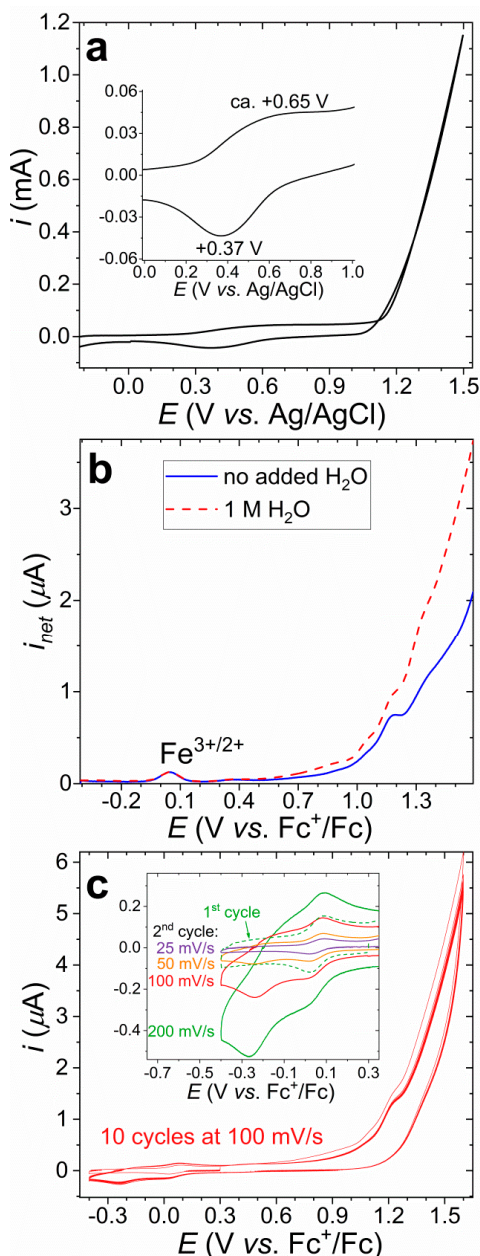 a
1.2
1.0
0.8
0.6
0.4
0.2
0.0
i (mA)
0.06
0.03
0.00
-0.03
-0.06
ca. +0.65 V
+0.37 V
0.0 0.2 0.4 0.6 0.8 1.0
E (V vs. Ag/AgCl)
0.0 0.3 0.6 0.9 1.2 1.5
E (V vs. Ag/AgCl)
b
3
2
1
0
i_net (μA)
no added H₂O
1 M H₂O
Fe³⁺/²⁺
-0.2 0.1 0.4 0.7 1.0 1.3
E (V vs. Fc⁺/Fc)
c
6
5
4
3
2
1
0
i (μA)
0.2
0.0
-0.2
-0.4
1ˢᵗ cycle
2ⁿᵈ cycle:
25 mV/s
50 mV/s
100 mV/s
200 mV/s
-0.7 -0.5 -0.3 -0.1 0.1 0.3
E (V vs. Fc⁺/Fc)
10 cycles at 100 mV/s
-0.3 0.0 0.3 0.6 0.9 1.2 1.5
E (V vs. Fc⁺/Fc)